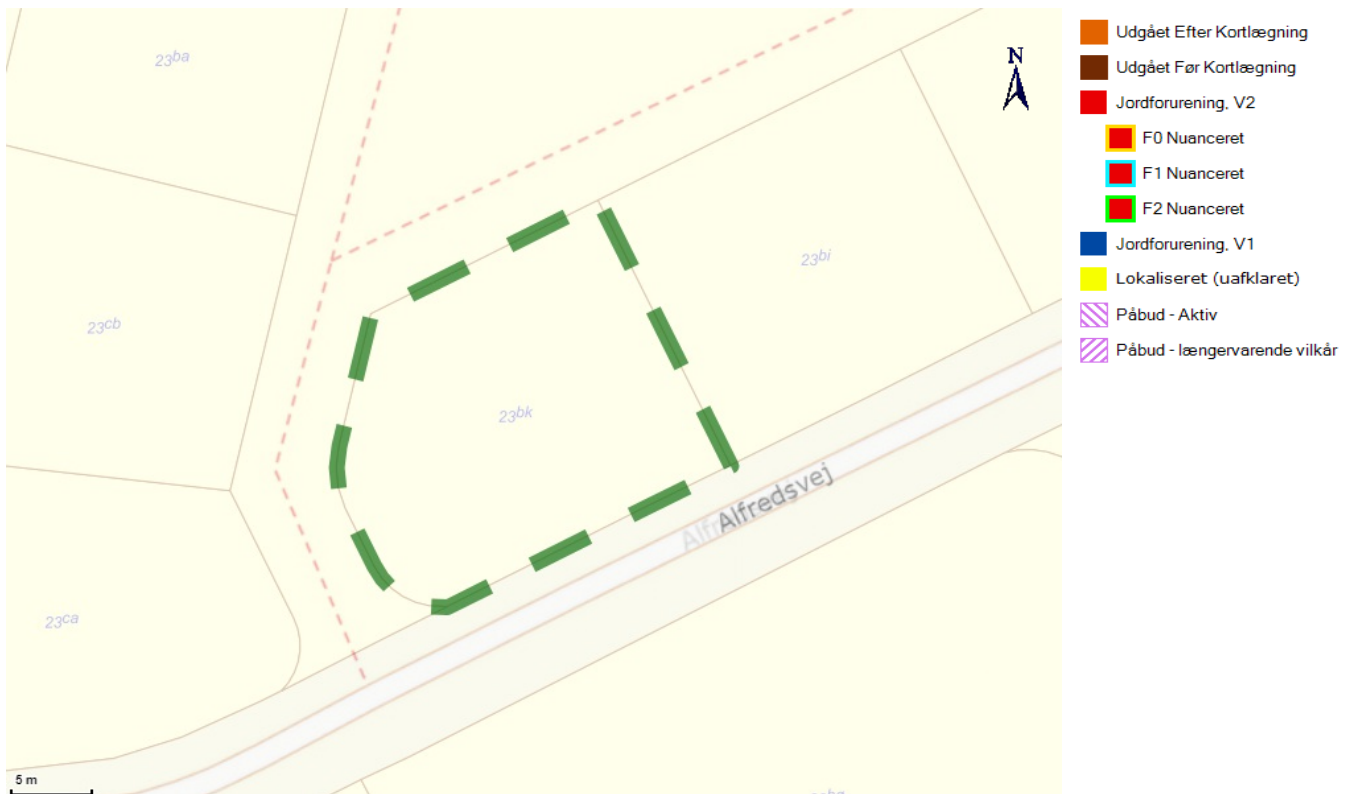 23ba
N
23bi
23cb
23bk
Alfredsvej
23ca
5 m
Udgået Efter Kortlægning
Udgået Før Kortlægning
Jordforurening, V2
F0 Nuanceret
F1 Nuanceret
F2 Nuanceret
Jordforurening, V1
Lokaliseret (uafklaret)
Påbud - Aktiv
Påbud - længervarende vilkår